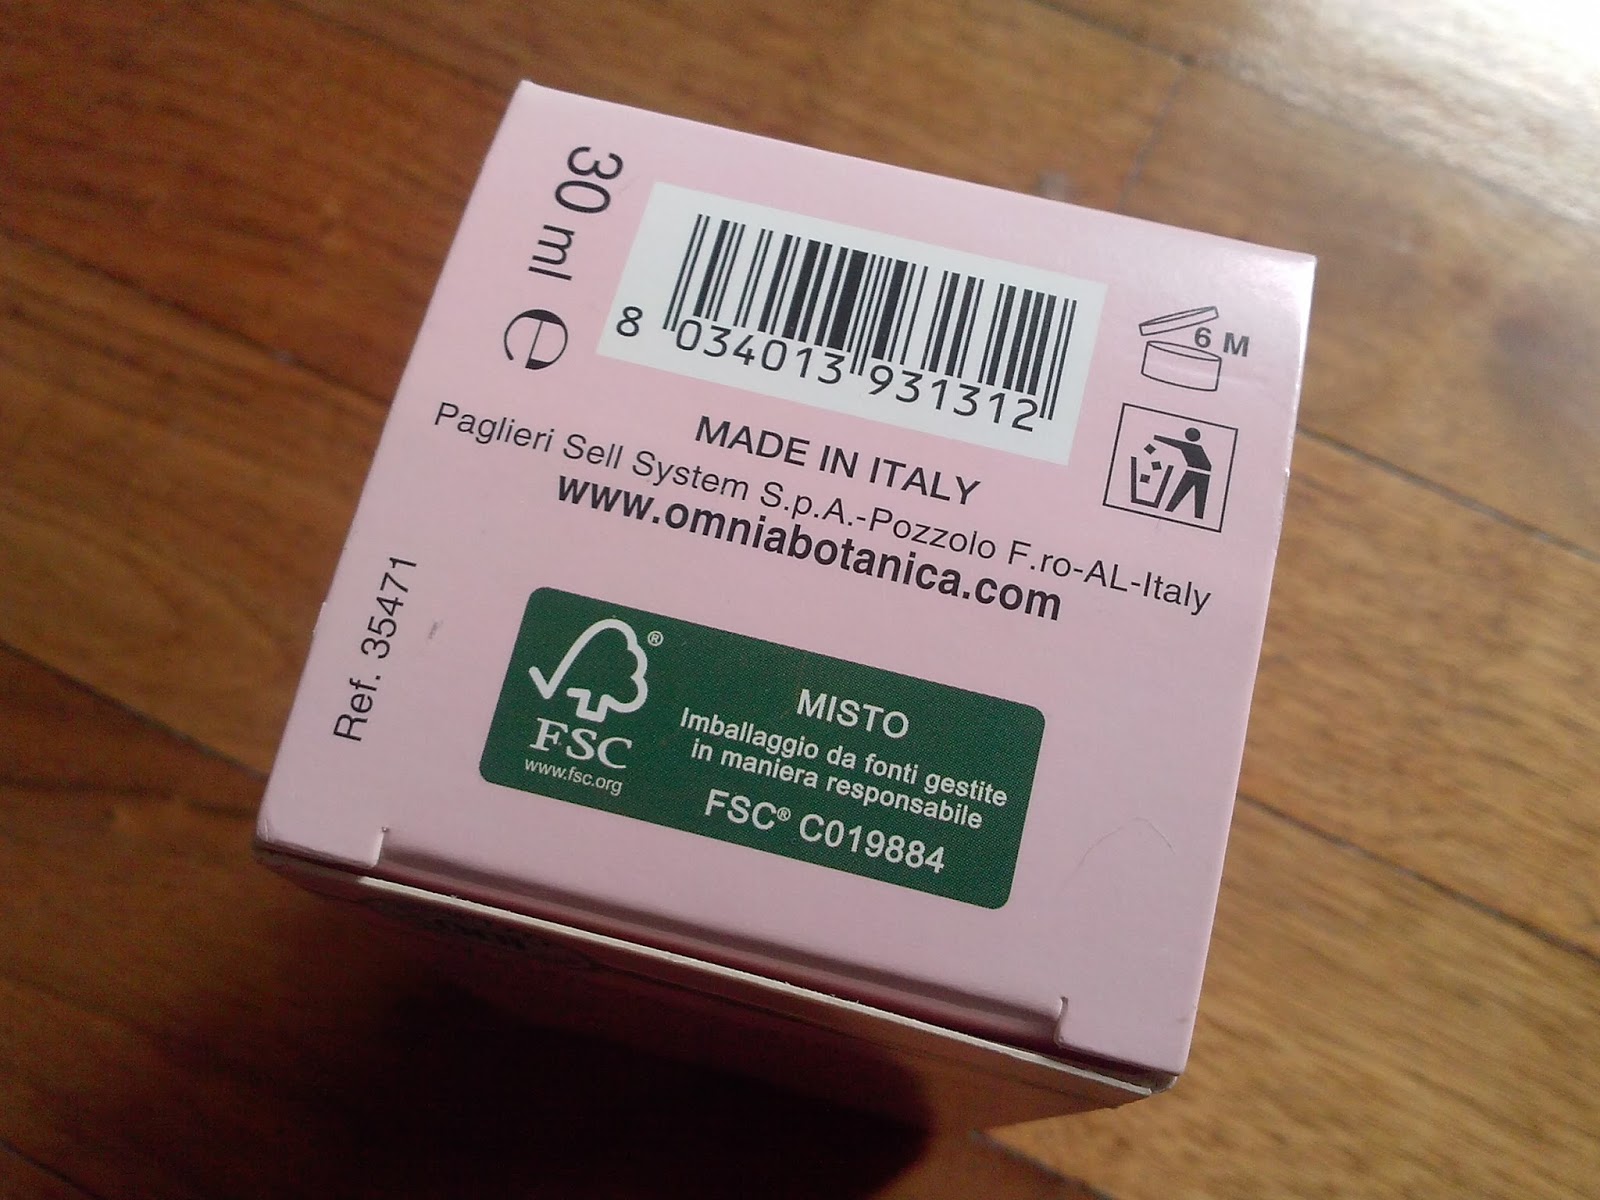 30 ml ℮
8 034013 931312
6 M
MADE IN ITALY
Paglieri Sell System S.p.A.-Pozzolo F.ro-AL-Italy
www.omniabotanica.com
Ref. 35471
®
FSC
www.fsc.org
MISTO
Imballaggio da fonti gestite
in maniera responsabile
FSC® C019884